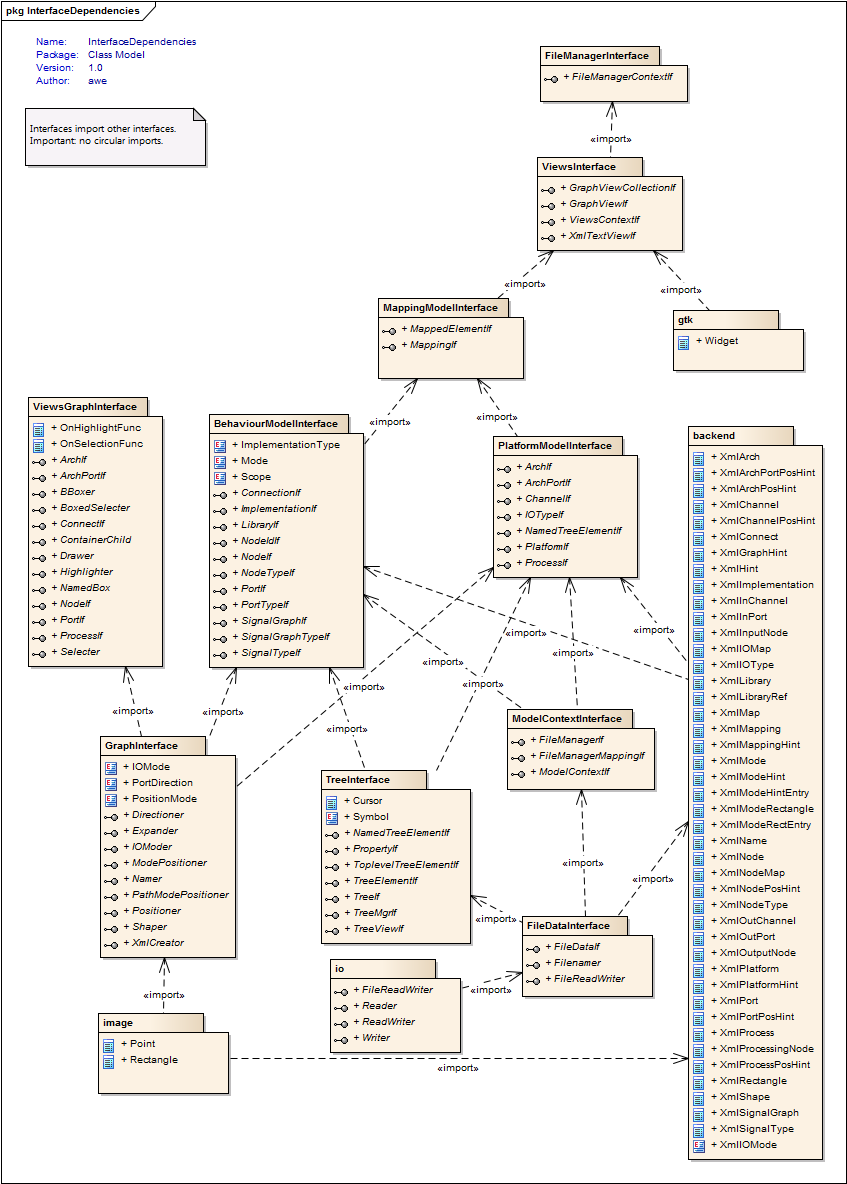 pkg InterfaceDependencies
Name: InterfaceDependencies
Package: Class Model
Version: 1.0
Author: awe
Interfaces import other interfaces.
Important: no circular imports.
FileManagerInterface
+ FileManagerContextIf
«import»
ViewsInterface
+ GraphViewCollectionIf
+ GraphViewIf
+ ViewsContextIf
+ XmlTextViewIf
«import»
«import»
MappingModelInterface
+ MappedElementIf
+ MappingIf
gtk
+ Widget
«import»
«import»
ViewsGraphInterface
+ OnHighlightFunc
+ OnSelectionFunc
+ ArchIf
+ ArchPortIf
+ BBoxer
+ BoxedSelecter
+ ConnectIf
+ ContainerChild
+ Drawer
+ Highlighter
+ NamedBox
+ NodeIf
+ PortIf
+ ProcessIf
+ Selecter
BehaviourModelInterface
+ ImplementationType
+ Mode
+ Scope
+ ConnectionIf
+ ImplementationIf
+ LibraryIf
+ NodeIdIf
+ NodeIf
+ NodeTypeIf
+ PortIf
+ PortTypeIf
+ SignalGraphIf
+ SignalGraphTypeIf
+ SignalTypeIf
PlatformModelInterface
+ ArchIf
+ ArchPortIf
+ ChannelIf
+ IOTypeIf
+ NamedTreeElementIf
+ PlatformIf
+ ProcessIf
backend
+ XmlArch
+ XmlArchPortPosHint
+ XmlArchPosHint
+ XmlChannel
+ XmlChannelPosHint
+ XmlConnect
+ XmlGraphHint
+ XmlHint
+ XmlImplementation
+ XmlInChannel
+ XmlInPort
+ XmlInputNode
+ XmlIOMap
+ XmlIOType
+ XmlLibrary
+ XmlLibraryRef
+ XmlMap
+ XmlMapping
+ XmlMappingHint
+ XmlMode
+ XmlModeHint
+ XmlModeHintEntry
+ XmlModeRectangle
+ XmlModeRectEntry
+ XmlName
+ XmlNode
+ XmlNodeMap
+ XmlNodePosHint
+ XmlNodeType
+ XmlOutChannel
+ XmlOutPort
+ XmlOutputNode
+ XmlPlatform
+ XmlPlatformHint
+ XmlPort
+ XmlPortPosHint
+ XmlProcess
+ XmlProcessingNode
+ XmlProcessPosHint
+ XmlRectangle
+ XmlShape
+ XmlSignalGraph
+ XmlSignalType
+ XmlIOMode
«import»
«import»
«import»
«import»
«import»
«import»
«import»
«import»
«import»
GraphInterface
+ IOMode
+ PortDirection
+ PositionMode
+ Directioner
+ Expander
+ IOModer
+ ModePositioner
+ Namer
+ PathModePositioner
+ Positioner
+ Shaper
+ XmlCreator
ModelContextInterface
+ FileManagerIf
+ FileManagerMappingIf
+ ModelContextIf
«import»
TreeInterface
+ Cursor
+ Symbol
+ NamedTreeElementIf
+ PropertyIf
+ ToplevelTreeElementIf
+ TreeElementIf
+ TreeIf
+ TreeMgrIf
+ TreeViewIf
«import»
«import»
«import»
FileDataInterface
+ FileDataIf
+ Filenamer
+ FileReadWriter
io
+ FileReadWriter
+ Reader
+ ReadWriter
+ Writer
«import»
«import»
image
+ Point
+ Rectangle
«import»